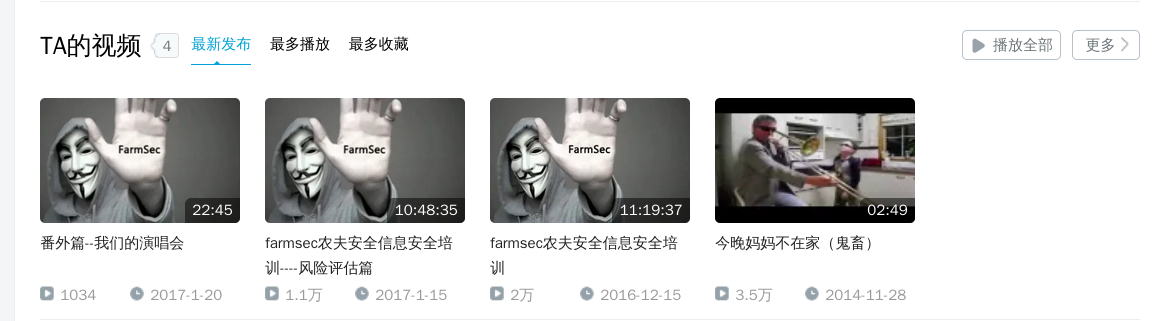 TA的视频 4 最新发布 最多播放 最多收藏 播放全部 更多
FarmSec FarmSec FarmSec
22:45 10:48:35 11:19:37 02:49
番外篇--我们的演唱会
farmsec农夫安全信息安全培
训----风险评估篇
farmsec农夫安全信息安全培
训
今晚妈妈不在家（鬼畜）
1034 2017-1-20 1.1万 2017-1-15 2万 2016-12-15 3.5万 2014-11-28